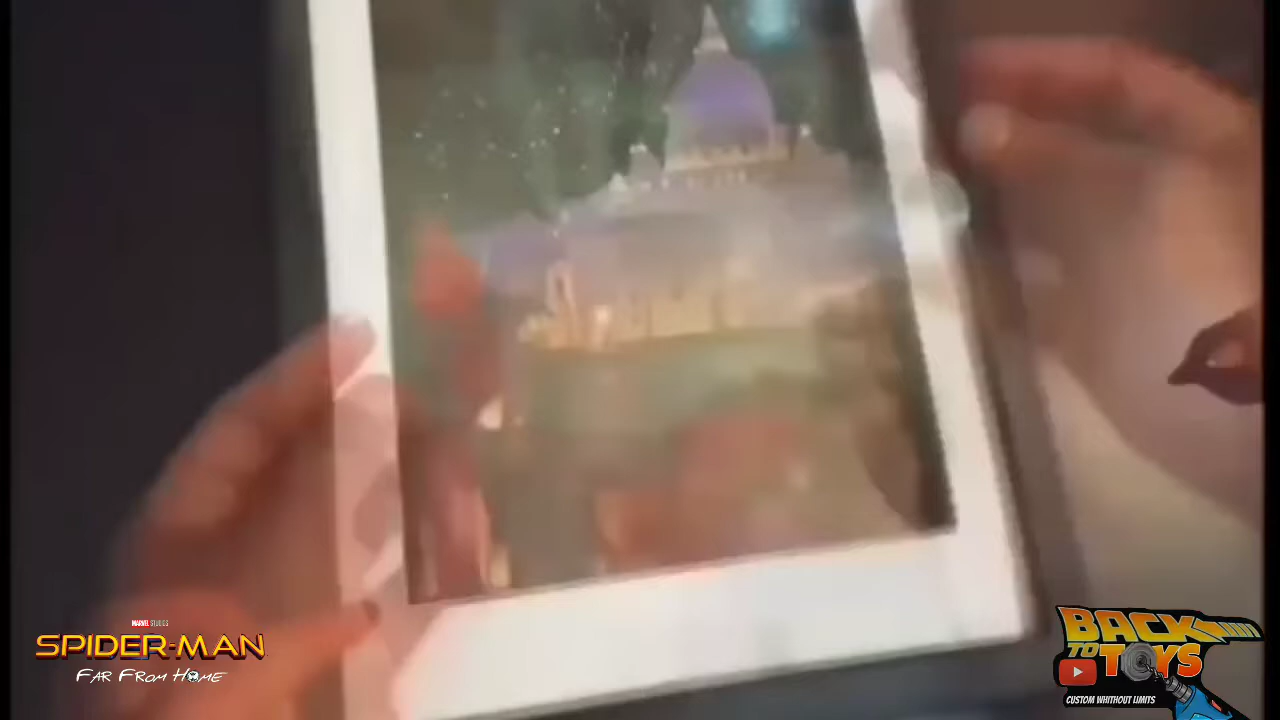 MARVEL STUDIOS
SPIDER-MAN
FAR FROM HOME
BACK
TO TOYS
CUSTOM WHITHOUT LIMITS